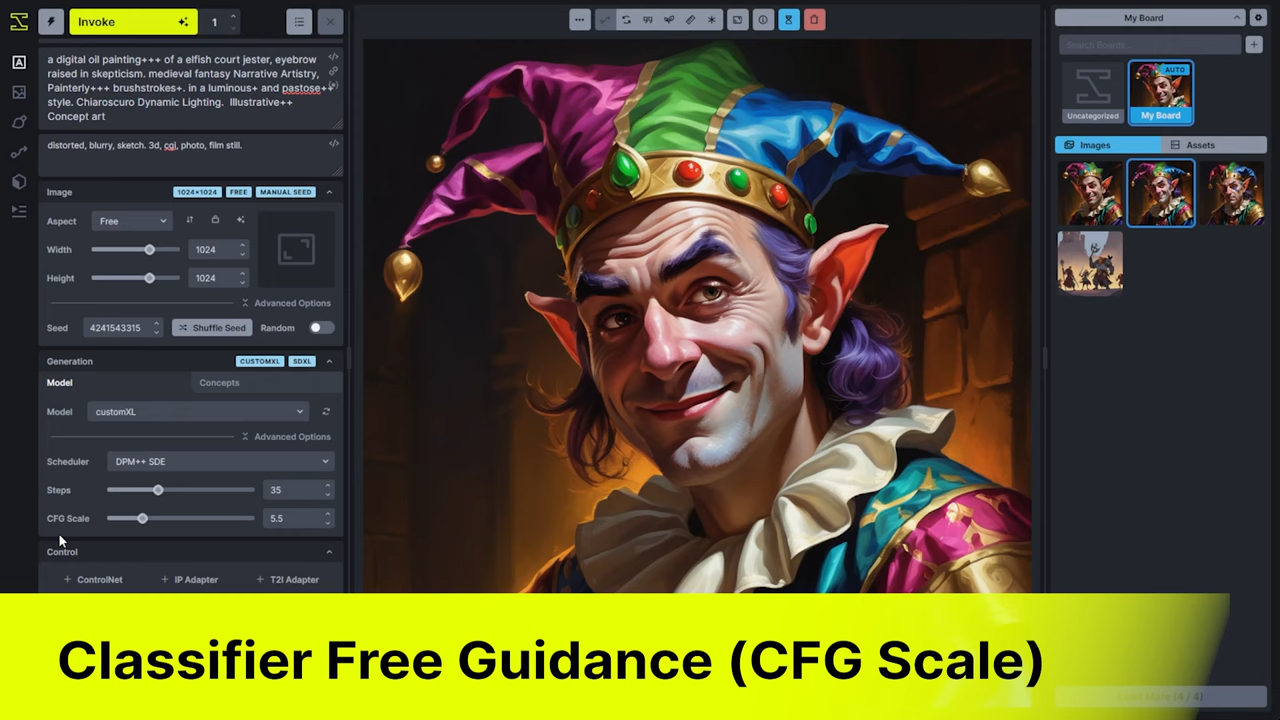 Invoke
1
a digital oil painting+++ of a elfish court jester, eyebrow
raised in skepticism. medieval fantasy Narrative Artistry,
Painterly+++ brushstrokes+. in a luminous+ and pastose++
style. Chiaroscuro Dynamic Lighting. Illustrative++
Concept art
distorted, blurry, sketch. 3d, cgi, photo, film still.
Image
1024×1024
FREE
MANUAL SEED
Aspect
Free
Width
1024
Height
1024
Advanced Options
Seed
4241543315
Shuffle Seed
Random
Generation
CUSTOMXL
SDXL
Model
Concepts
Model
customXL
Advanced Options
Scheduler
DPM++ SDE
Steps
35
CFG Scale
5.5
Control
+ ControlNet
+ IP Adapter
+ T2I Adapter
My Board
Search Boards...
AUTO
Uncategorized
My Board
Images
Assets
Classifier Free Guidance (CFG Scale)